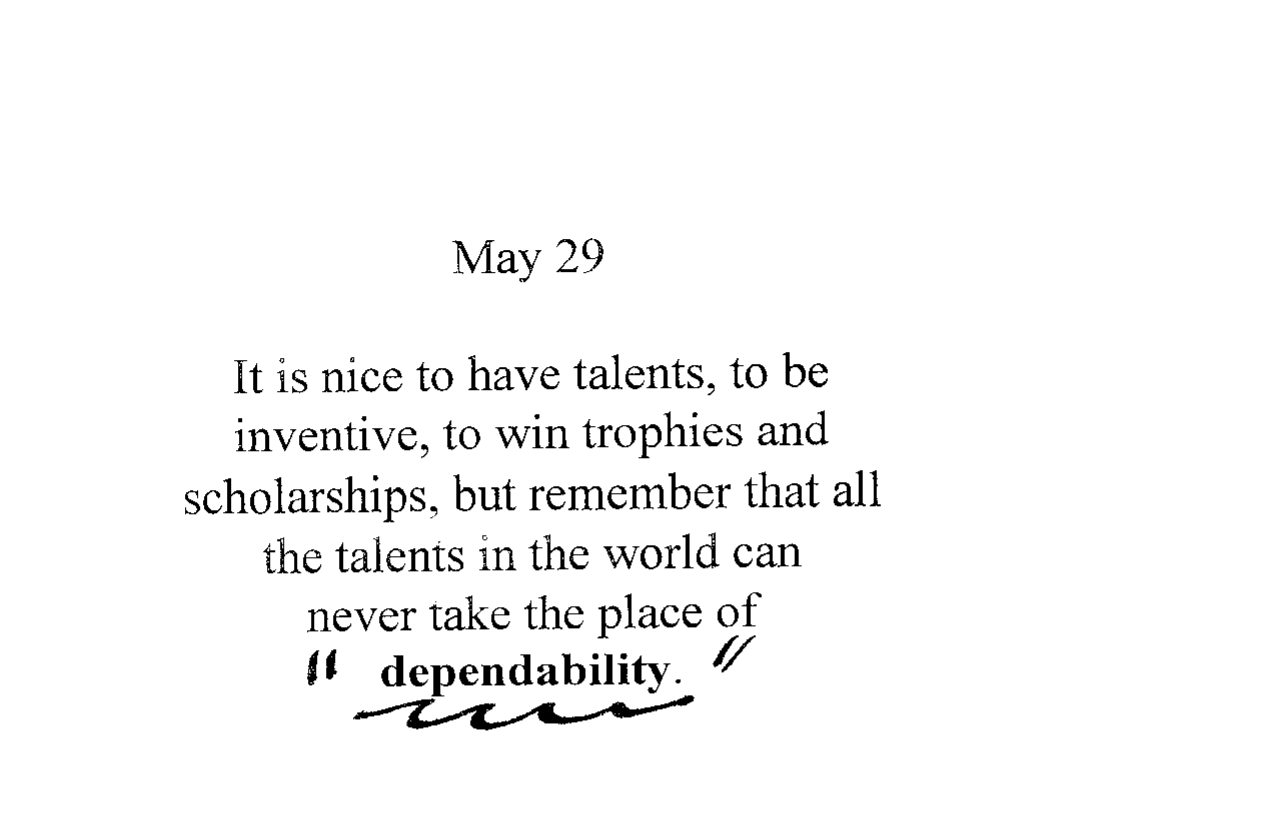 May 29
It is nice to have talents, to be
inventive, to win trophies and
scholarships, but remember that all
the talents in the world can
never take the place of
" dependability. "